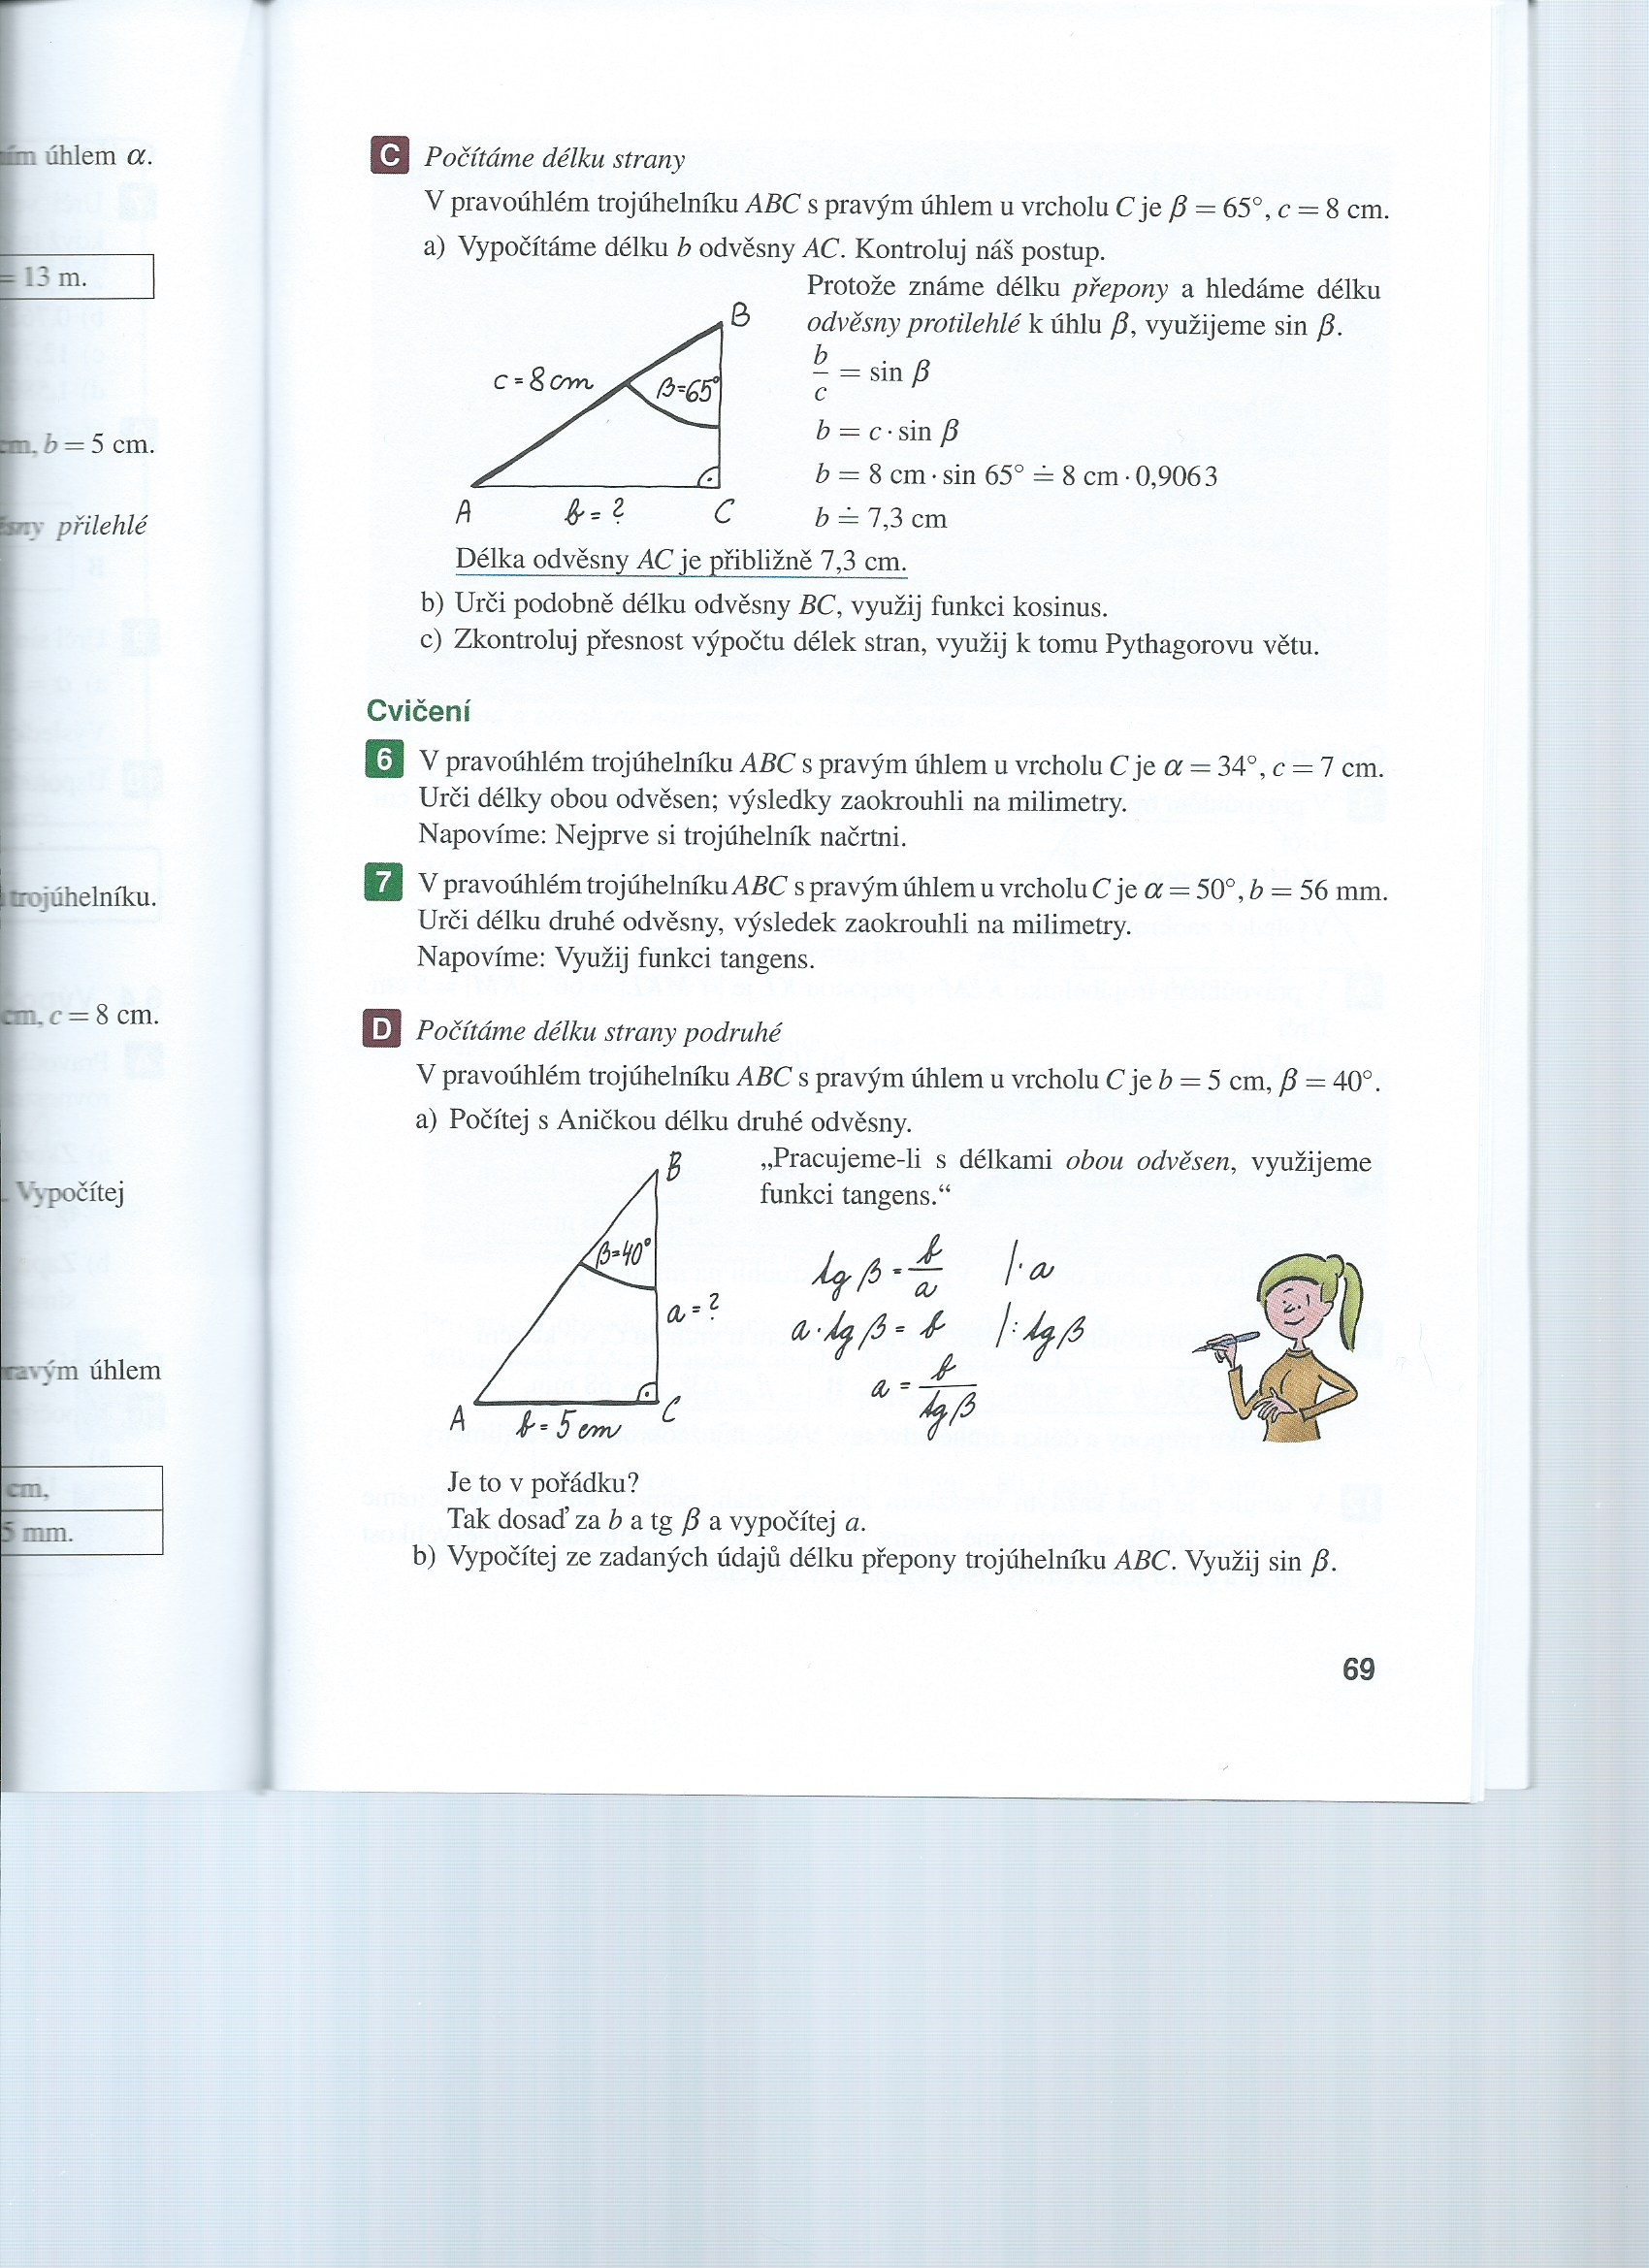 úhlem α.
= 13 m.
cm, b = 5 cm.
přilehlé
trojúhelníku.
cm, c = 8 cm.
Vypočítej
pravým úhlem
cm,
5 mm.
C Počítáme délku strany
V pravoúhlém trojúhelníku ABC s pravým úhlem u vrcholu C je β = 65°, c = 8 cm.
a) Vypočítáme délku b odvěsny AC. Kontroluj náš postup.
Protože známe délku přepony a hledáme délku
odvěsny protilehlé k úhlu β, využijeme sin β.
B
c = 8 cm
β = 65°
A
b = ?
C
b/c = sin β
b = c · sin β
b = 8 cm · sin 65° ≐ 8 cm · 0,9063
b ≐ 7,3 cm
Délka odvěsny AC je přibližně 7,3 cm.
b) Urči podobně délku odvěsny BC, využij funkci kosinus.
c) Zkontroluj přesnost výpočtu délek stran, využij k tomu Pythagorovu větu.
Cvičení
6 V pravoúhlém trojúhelníku ABC s pravým úhlem u vrcholu C je α = 34°, c = 7 cm.
Urči délky obou odvěsen; výsledky zaokrouhli na milimetry.
Napovíme: Nejprve si trojúhelník načrtni.
7 V pravoúhlém trojúhelníku ABC s pravým úhlem u vrcholu C je α = 50°, b = 56 mm.
Urči délku druhé odvěsny, výsledek zaokrouhli na milimetry.
Napovíme: Využij funkci tangens.
D Počítáme délku strany podruhé
V pravoúhlém trojúhelníku ABC s pravým úhlem u vrcholu C je b = 5 cm, β = 40°.
a) Počítej s Aničkou délku druhé odvěsny.
„Pracujeme-li s délkami obou odvěsen, využijeme
funkci tangens.“
B
β = 40°
a = ?
A
b = 5 cm
C
tg β = b/a /· a
a · tg β = b /: tg β
a = b/tg β
Je to v pořádku?
Tak dosaď za b a tg β a vypočítej a.
b) Vypočítej ze zadaných údajů délku přepony trojúhelníku ABC. Využij sin β.
69